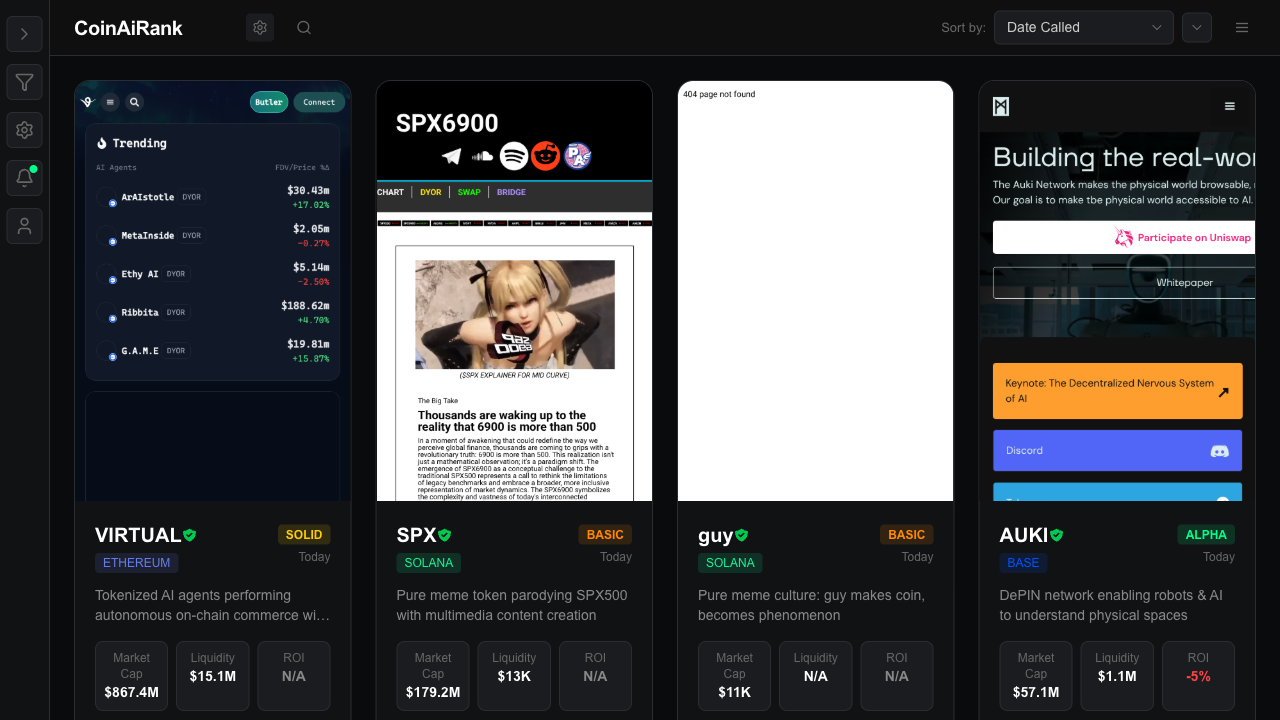 CoinAiRank
Sort by:
Date Called
Butler
Connect
Trending
AI Agents
FDV/Price %Δ
ArAIstotle DYOR
$30.43m
+17.02%
MetaInside DYOR
$2.05m
-0.27%
Ethy AI DYOR
$5.14m
-2.50%
Ribbita DYOR
$188.62m
+4.70%
G.A.M.E DYOR
$19.81m
+15.87%
VIRTUAL
SOLID
ETHEREUM
Today
Tokenized AI agents performing
autonomous on-chain commerce wi...
Market
Cap
$867.4M
Liquidity
$15.1M
ROI
N/A
SPX6900
CHART
DYOR
SWAP
BRIDGE
($SPX EXPLAINER FOR MID CURVE)
The Big Take
Thousands are waking up to the
reality that 6900 is more than 500
In a moment of awakening that could redefine the way we
perceive global finance, thousands are coming to grips with a
revolutionary truth: 6900 is more than 500. This realization isn't
just a mathematical observation; it's a paradigm shift. The
emergence of SPX6900 as a conceptual challenge to the
traditional SPX500 represents a call to rethink the limitations
of legacy benchmarks and embrace a broader, more inclusive
representation of market dynamics. The SPX6900 symbolizes
the complexity and vastness of today's interconnected
SPX
BASIC
SOLANA
Today
Pure meme token parodying SPX500
with multimedia content creation
Market
Cap
$179.2M
Liquidity
$13K
ROI
N/A
404 page not found
guy
BASIC
SOLANA
Today
Pure meme culture: guy makes coin,
becomes phenomenon
Market
Cap
$11K
Liquidity
N/A
ROI
N/A
Building the real-wor
The Auki Network makes the physical world browsable,
Our goal is to make the physical world accessible to AI.
Participate on Uniswap
Whitepaper
Keynote: The Decentralized Nervous System
of AI
Discord
AUKI
ALPHA
BASE
Today
DePIN network enabling robots & AI
to understand physical spaces
Market
Cap
$57.1M
Liquidity
$1.1M
ROI
-5%